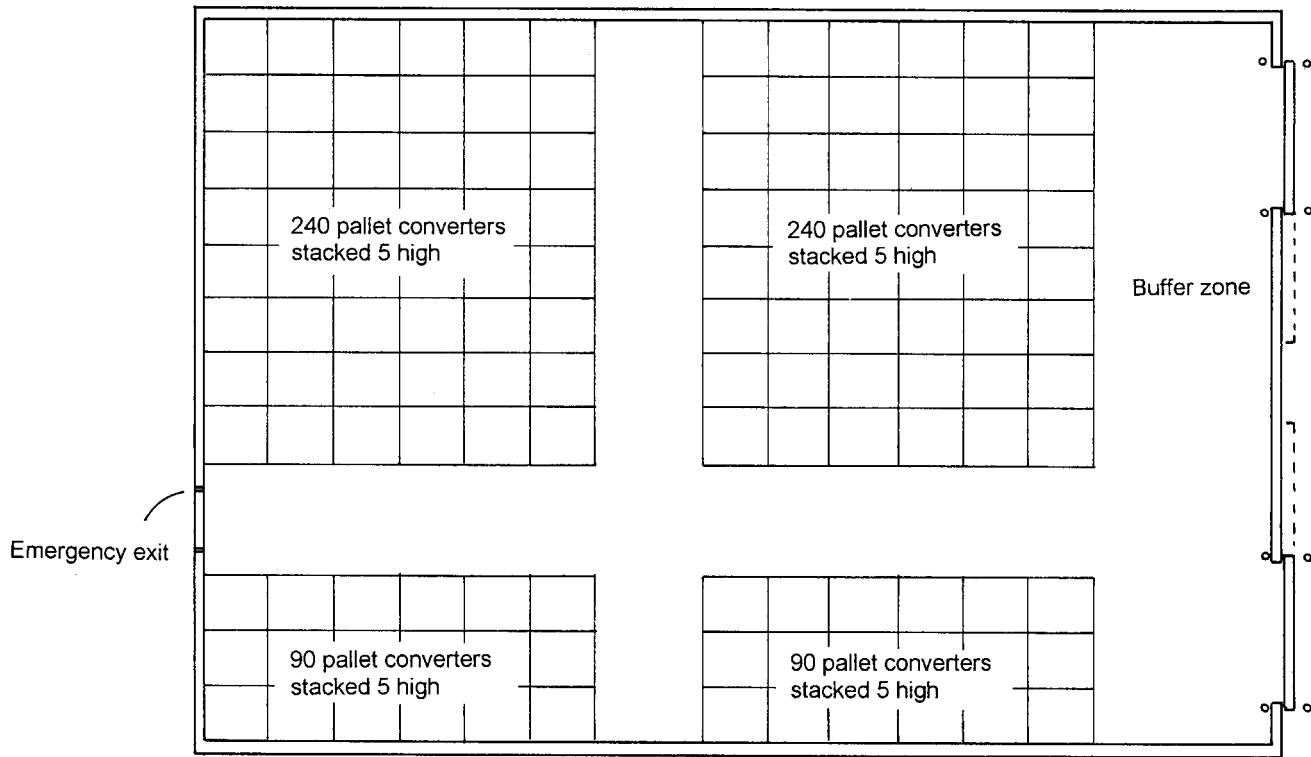 240 pallet converters
stacked 5 high
240 pallet converters
stacked 5 high
Buffer zone
Emergency exit
90 pallet converters
stacked 5 high
90 pallet converters
stacked 5 high